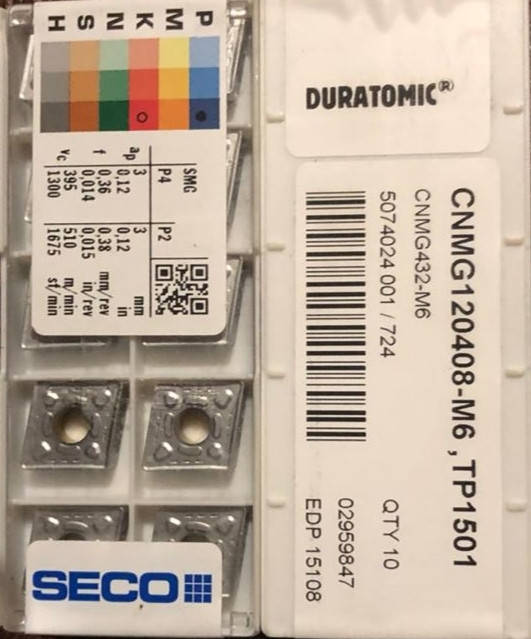 P
M
K
N
S
H
SMG
P4 P2
ap 3 3 mm
0,12 0,12 in
f 0,36 0,38 mm/rev
0,014 0,015 in/rev
vc 395 510 m/min
1300 1675 sf/min
SECO
DURATOMIC®
CNMG120408-M6 ,TP1501
CNMG432-M6
5074024 001 / 724 QTY 10
02959847
EDP 15108